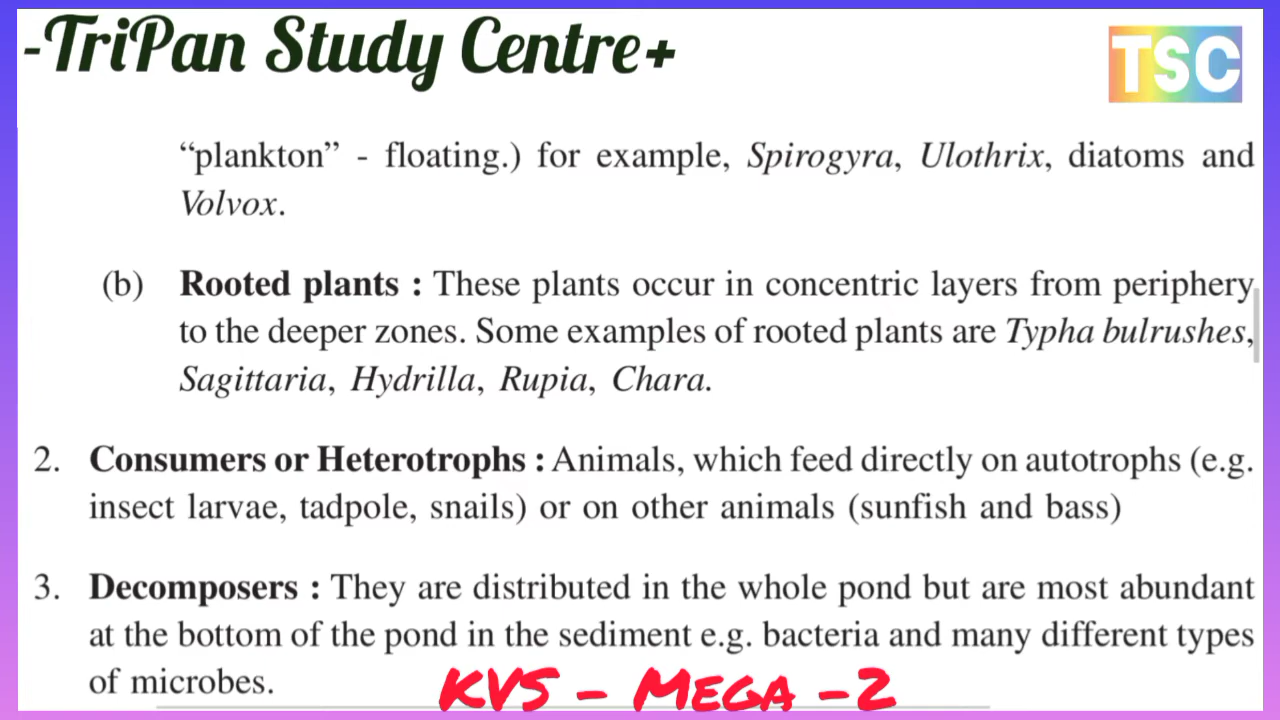 -TriPan Study Centre+
TSC
“plankton” - floating.) for example, Spirogyra, Ulothrix, diatoms and
Volvox.
(b) Rooted plants : These plants occur in concentric layers from periphery
to the deeper zones. Some examples of rooted plants are Typha bulrushes,
Sagittaria, Hydrilla, Rupia, Chara.
2. Consumers or Heterotrophs : Animals, which feed directly on autotrophs (e.g.
insect larvae, tadpole, snails) or on other animals (sunfish and bass)
3. Decomposers : They are distributed in the whole pond but are most abundant
at the bottom of the pond in the sediment e.g. bacteria and many different types
of microbes.
KVS - MEGA -2